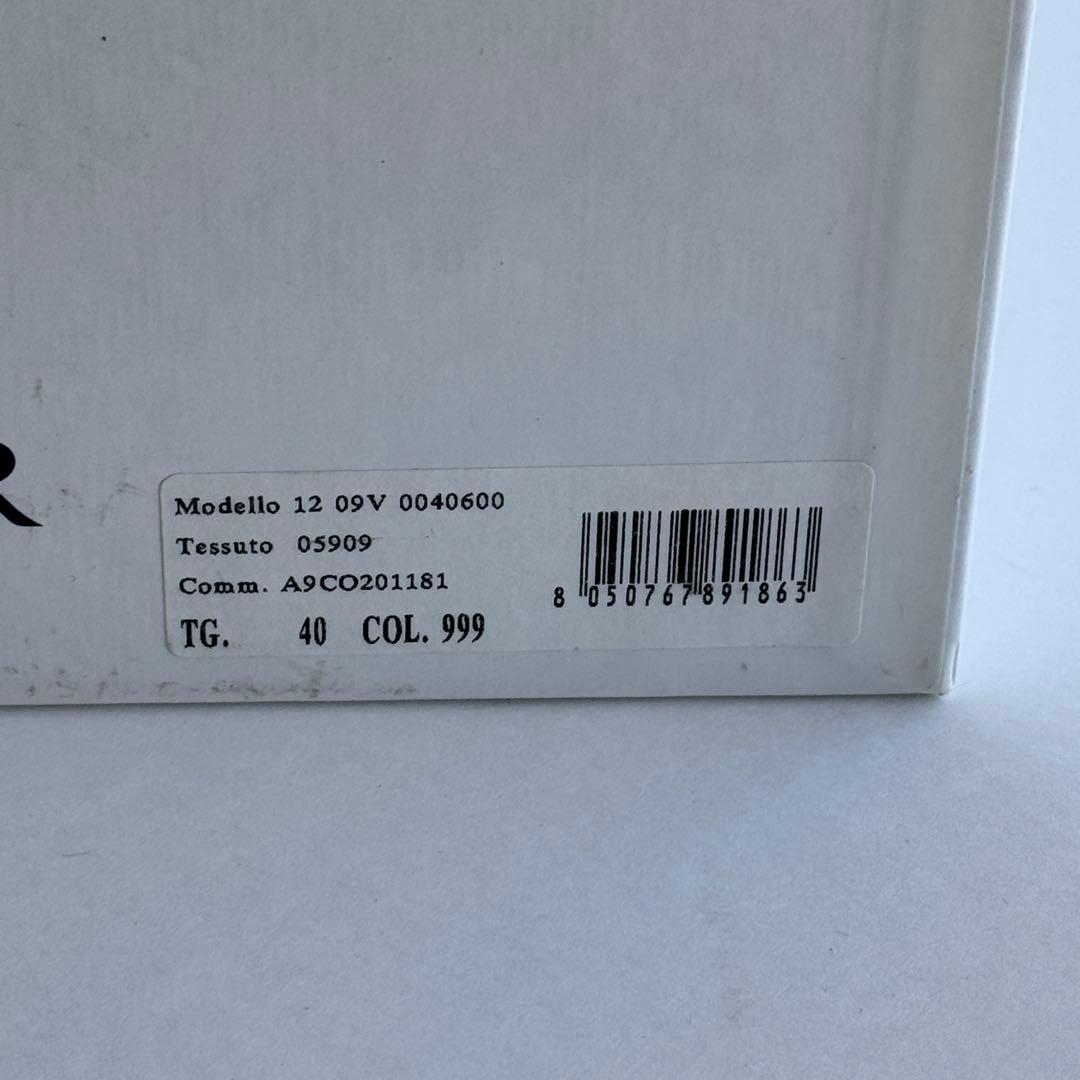 R
Modello 12 09V 0040600
Tessuto 05909
Comm. A9CO201181
TG. 40 COL. 999
8 050767 891863